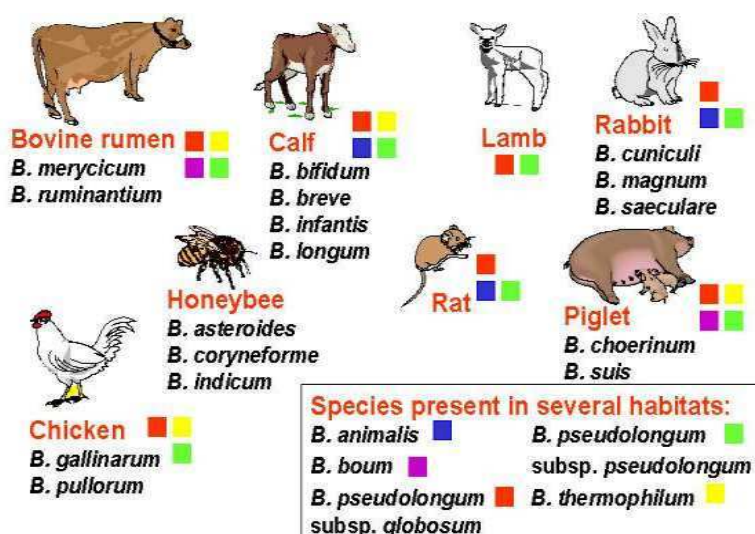 Bovine rumen
B. merycicum
B. ruminantium
Calf
B. bifidum
B. breve
B. infantis
B. longum
Lamb
Rabbit
B. cuniculi
B. magnum
B. saeculare
Honeybee
B. asteroides
B. coryneforme
B. indicum
Rat
Piglet
B. choerinum
B. suis
Chicken
B. gallinarum
B. pullorum
Species present in several habitats:
B. animalis
B. boum
B. pseudolongum
subsp. globosum
B. pseudolongum
subsp. pseudolongum
B. thermophilum